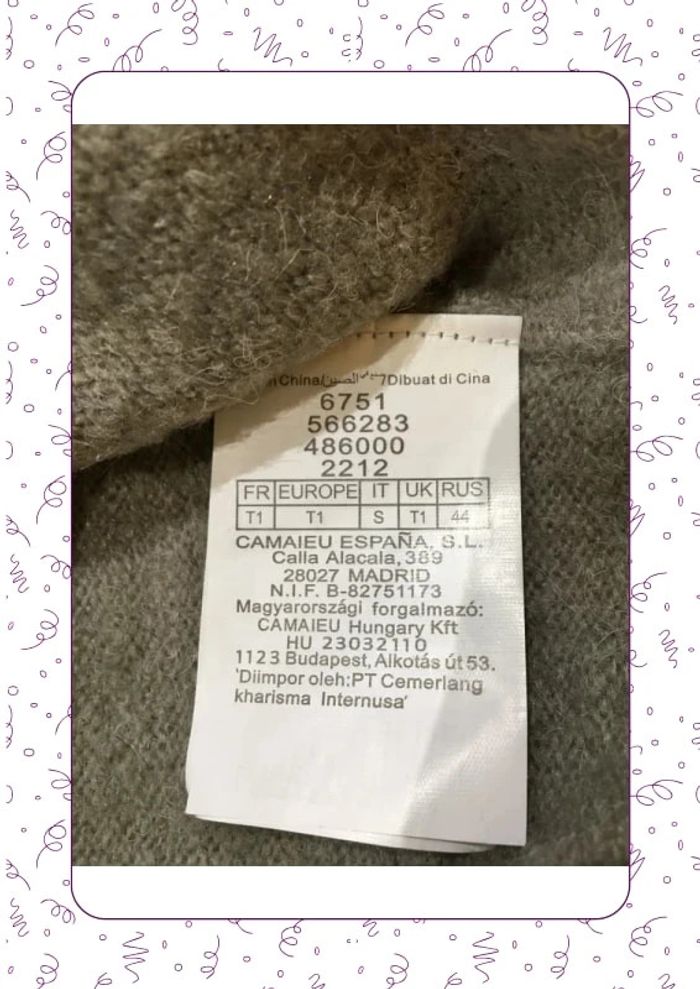 China/الصين/Dibuat di Cina
6751
566283
486000
2212
FR EUROPE IT UK RUS
T1 T1 S T1 44
CAMAIEU ESPAÑA, S.L.
Calla Alacala,389
28027 MADRID
N.I.F. B-82751173
Magyarországi forgalmazó:
CAMAIEU Hungary Kft
HU 23032110
1123 Budapest, Alkotás út 53.
'Diimpor oleh:PT Cemerlang
kharisma Internusa'